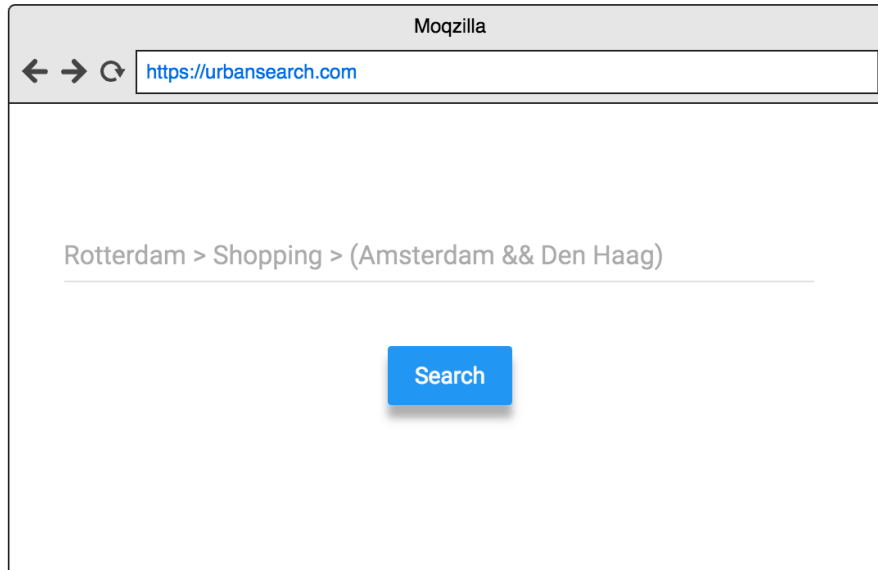 Moqzilla
https://urbansearch.com
Rotterdam > Shopping > (Amsterdam && Den Haag)
Search